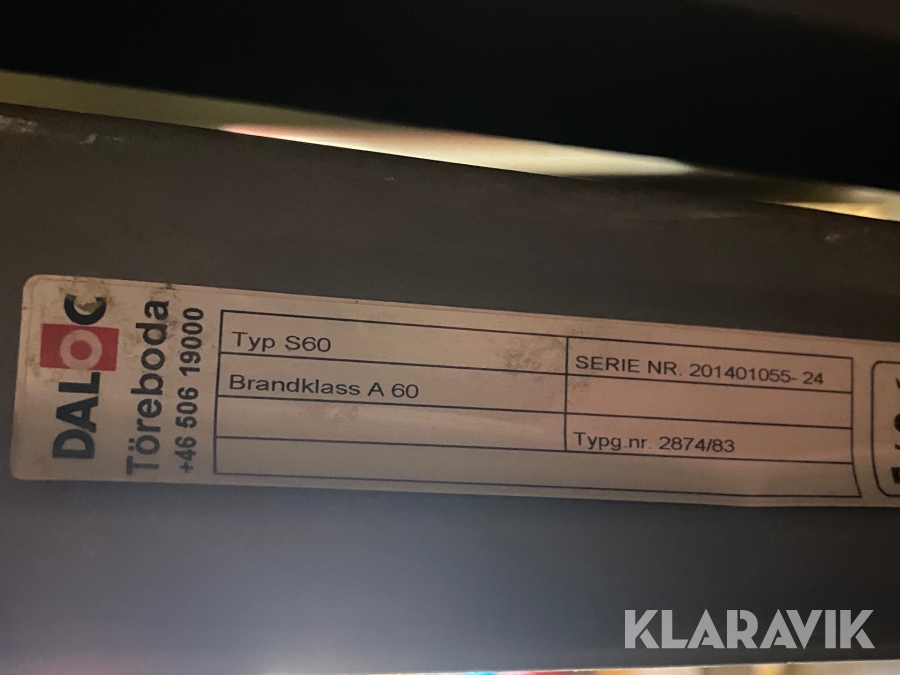 DALOC
Töreboda
+46 506 19000
Typ S60
SERIE NR. 201401055- 24
Brandklass A 60
Typg.nr. 2874/83
KLARAVIK